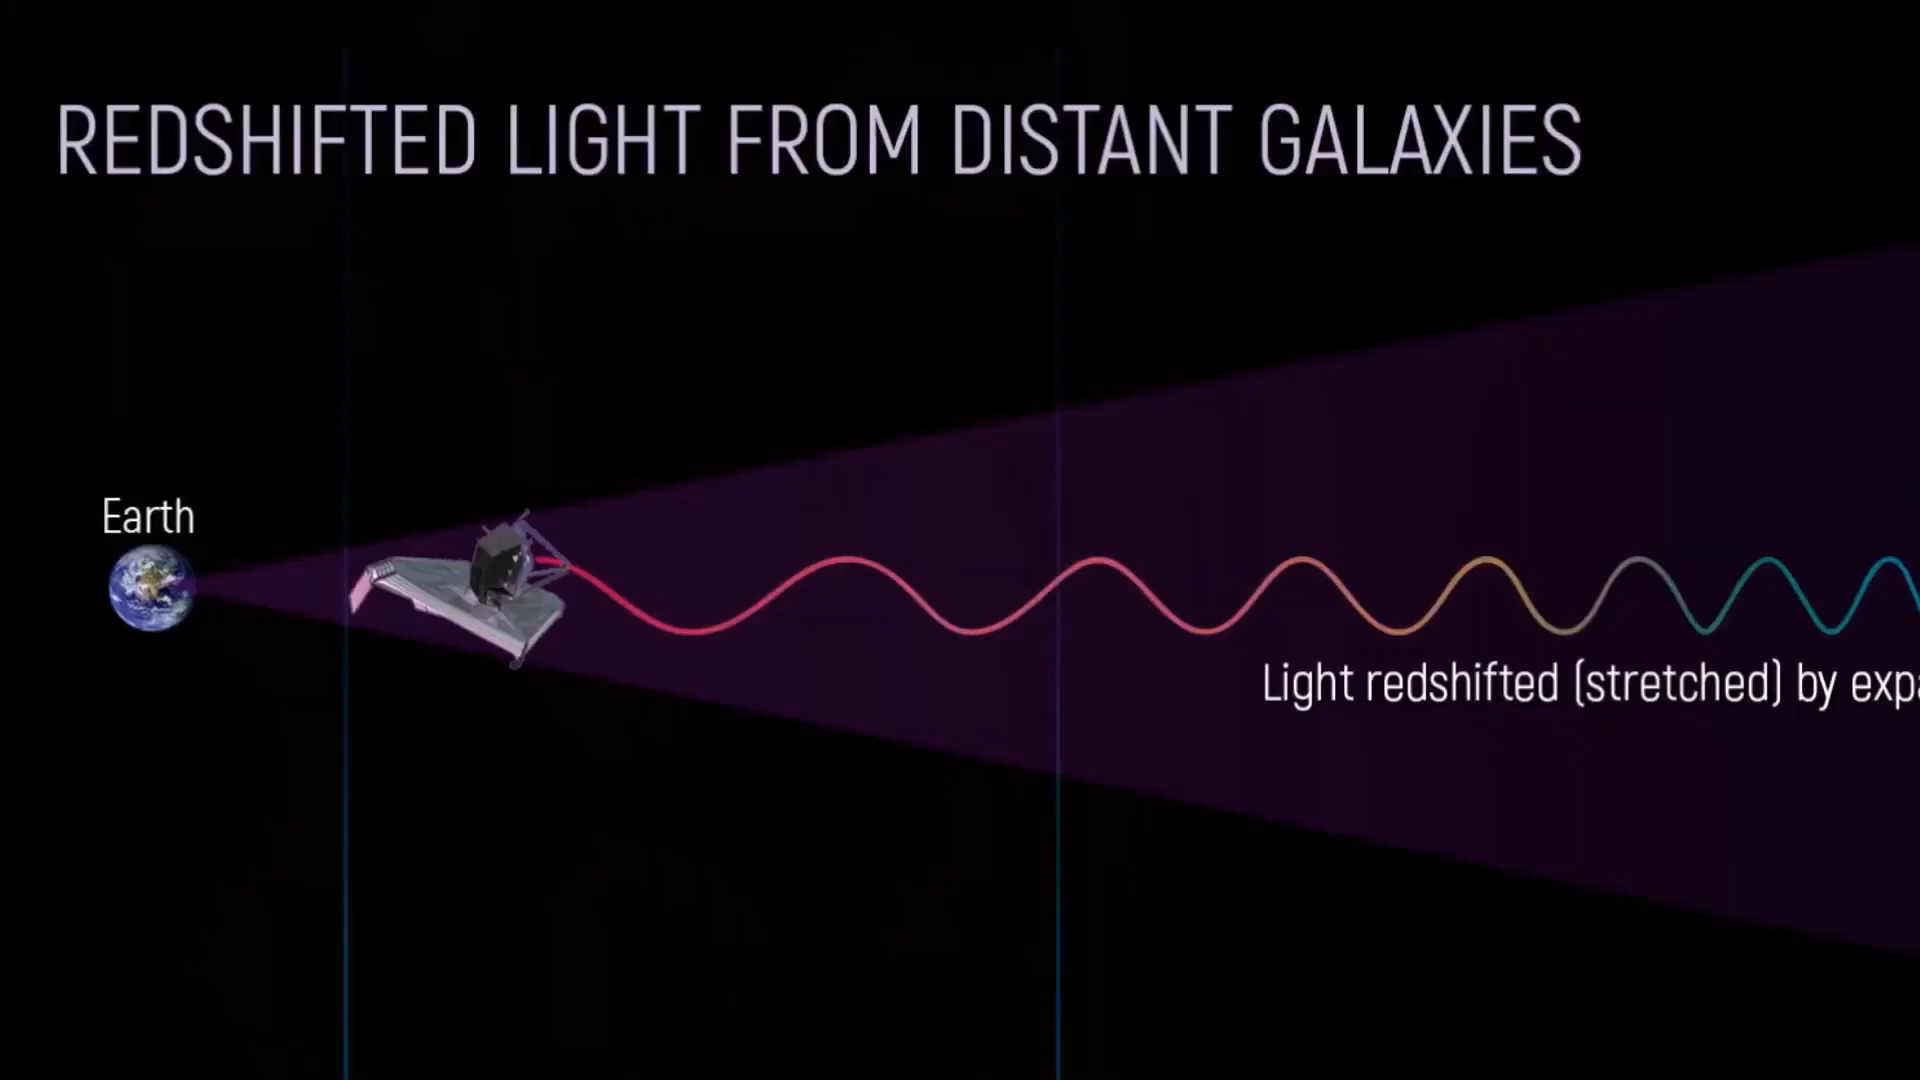 REDSHIFTED LIGHT FROM DISTANT GALAXIES
Earth
Light redshifted (stretched) by